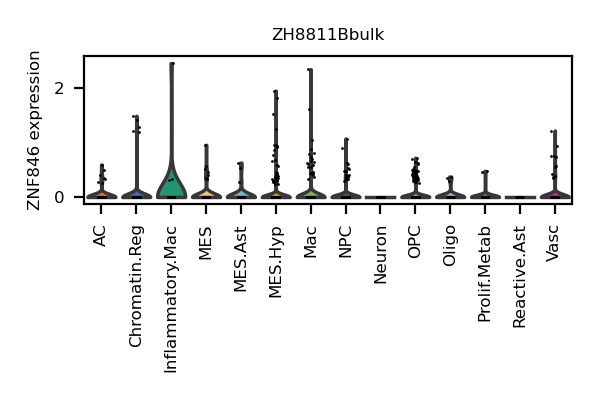 ZH8811Bbulk
ZNF846 expression
2
0
AC
Chromatin.Reg
Inflammatory.Mac
MES
MES.Ast
MES.Hyp
Mac
NPC
Neuron
OPC
Oligo
Prolif.Metab
Reactive.Ast
Vasc